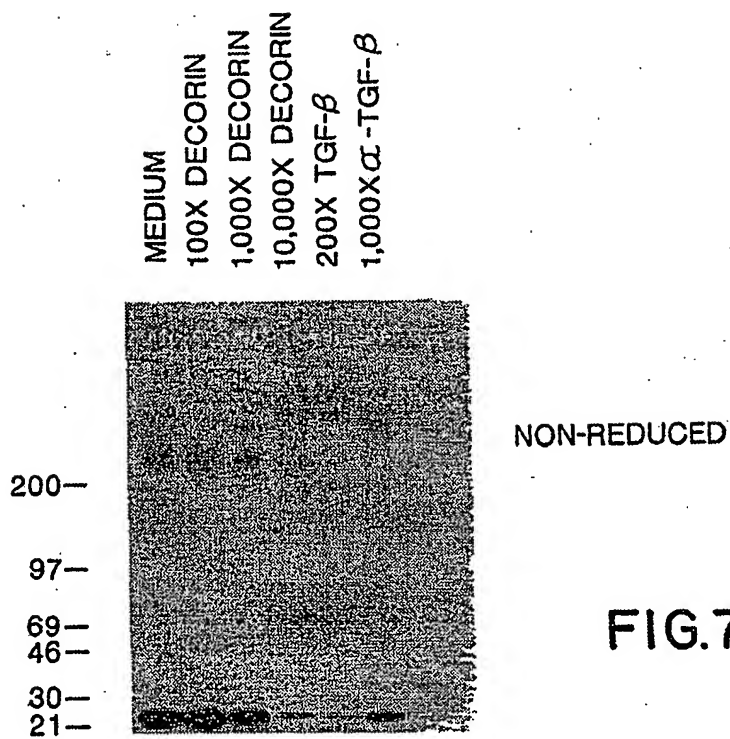 MEDIUM
100X DECORIN
1,000X DECORIN
10,000X DECORIN
200X TGF-β
1,000Xα-TGF-β
NON-REDUCED
200—
97—
69—
46—
30—
21—
FIG.7